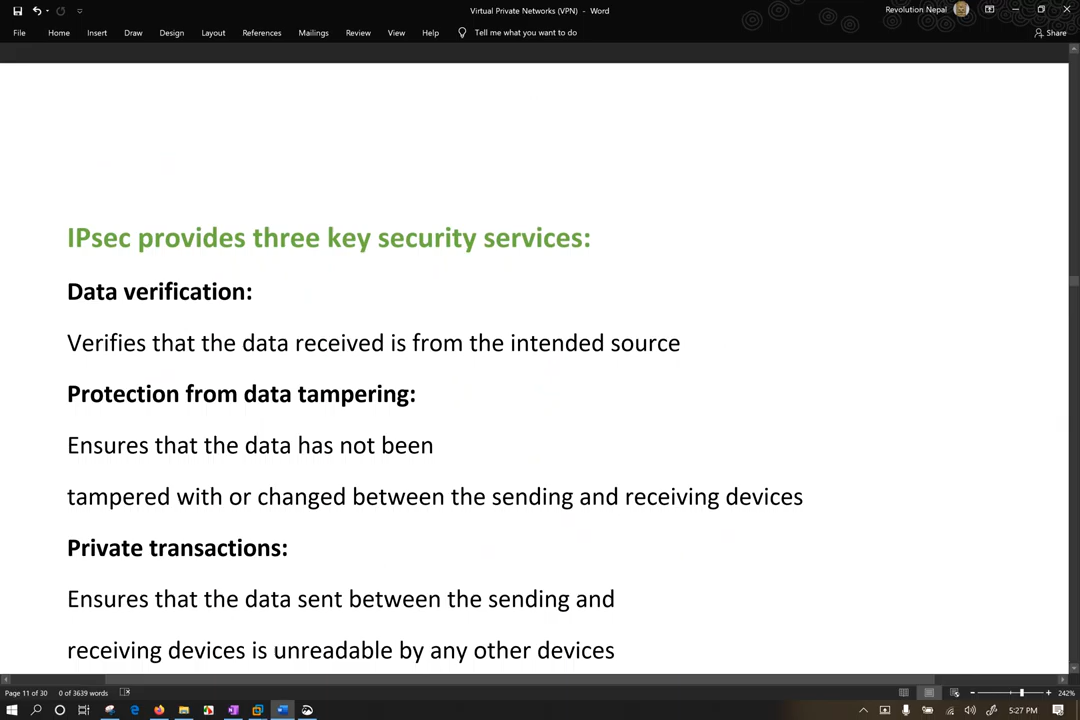 Virtual Private Networks (VPN) - Word
Revolution Nepal
File Home Insert Draw Design Layout References Mailings Review View Help Tell me what you want to do Share
IPsec provides three key security services:
Data verification:
Verifies that the data received is from the intended source
Protection from data tampering:
Ensures that the data has not been
tampered with or changed between the sending and receiving devices
Private transactions:
Ensures that the data sent between the sending and
receiving devices is unreadable by any other devices
Page 11 of 30 0 of 3639 words 242%
5:27 PM